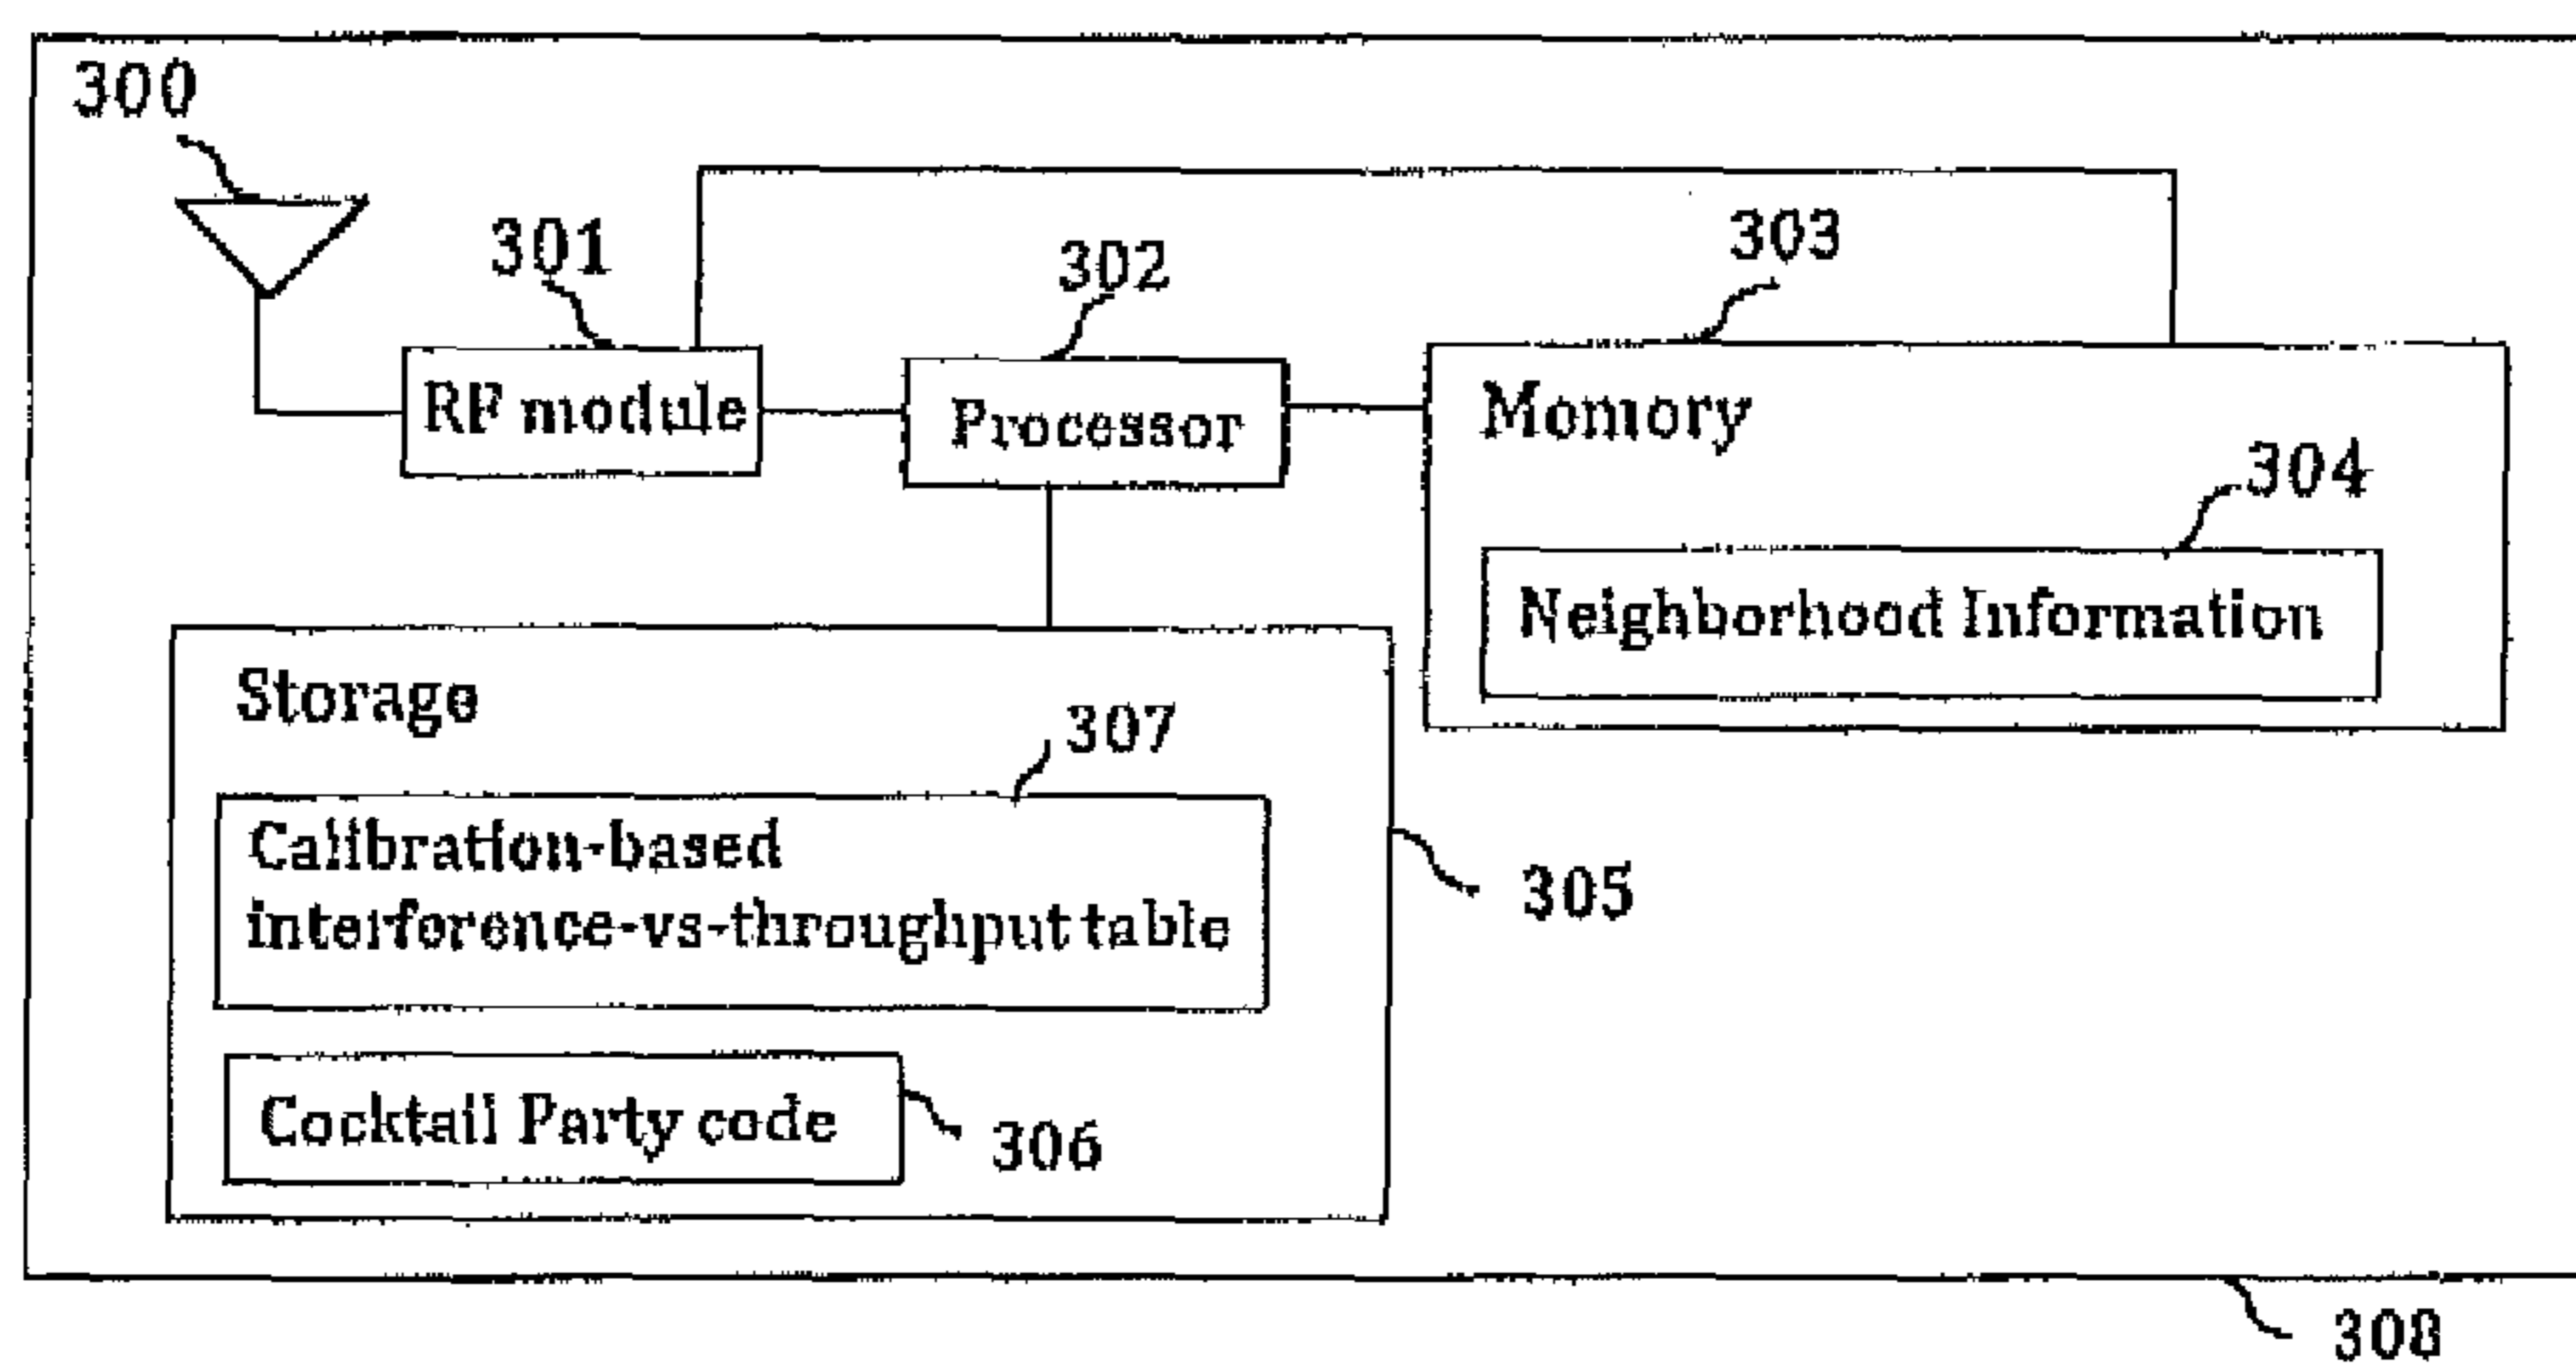 300
301
302
303
RF module
Processor
Momory
304
Neighborhood Information
Storage
307
Calibration-based
interference-vs-throughput table
305
Cocktail Party code
306
308